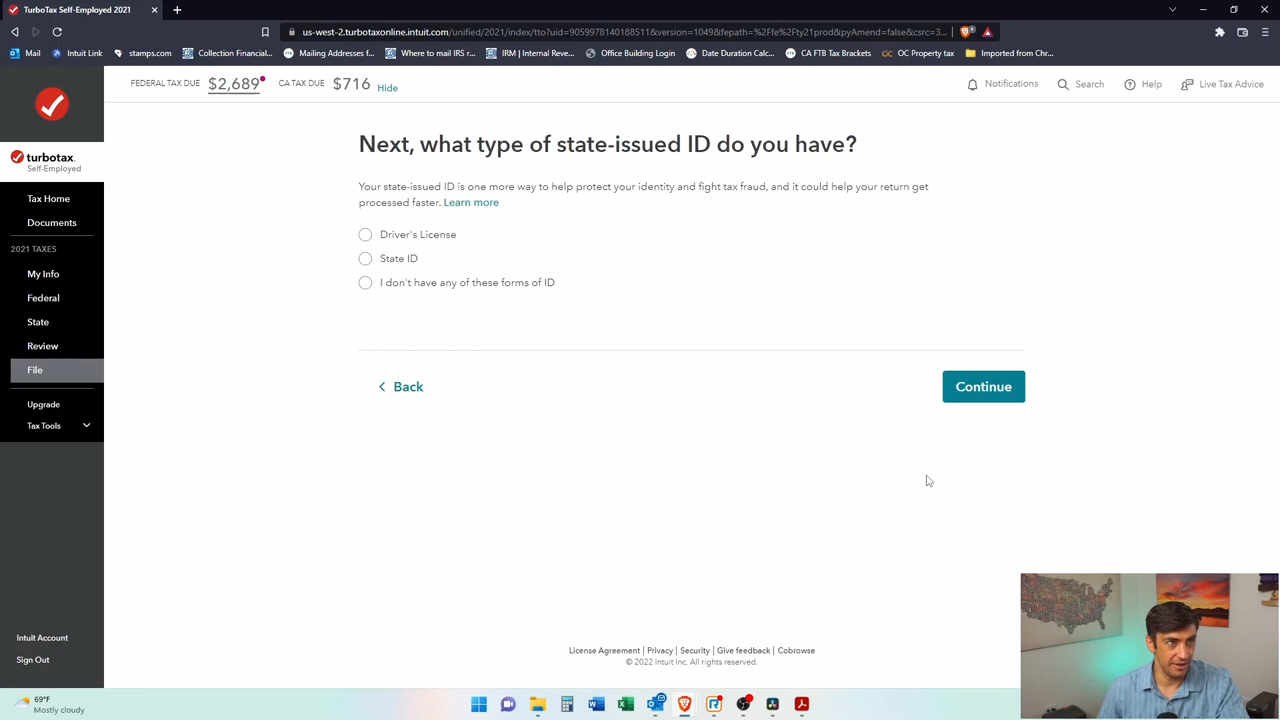 TurboTax Self-Employed 2021
us-west-2.turbotaxonline.intuit.com/unified/2021/index/tto?uid=9059978140188511&version=1049&fepath=%2Ffe%2Fty21prod&pyAmend=false&csrc=3...
Mail
Intuit Link
stamps.com
Collection Financial...
Mailing Addresses f...
Where to mail IRS r...
IRM | Internal Reve...
Office Building Login
Date Duration Calc...
CA FTB Tax Brackets
OC Property tax
Imported from Chr...
FEDERAL TAX DUE $2,689 CA TAX DUE $716 Hide
Notifications
Search
Help
Live Tax Advice
turbotax
Self-Employed
Tax Home
Documents
2021 TAXES
My Info
Federal
State
Review
File
Upgrade
Tax Tools
Intuit Account
Sign Out
Next, what type of state-issued ID do you have?
Your state-issued ID is one more way to help protect your identity and fight tax fraud, and it could help your return get
processed faster. Learn more
Driver's License
State ID
I don't have any of these forms of ID
Back
Continue
License Agreement | Privacy | Security | Give feedback | Cobrowse
© 2022 Intuit Inc. All rights reserved.
69°F
Mostly cloudy